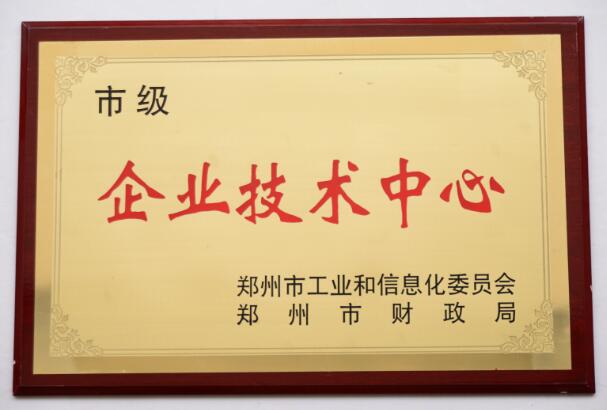 市级
企业技术中心
郑州市工业和信息化委员会
郑州市财政局